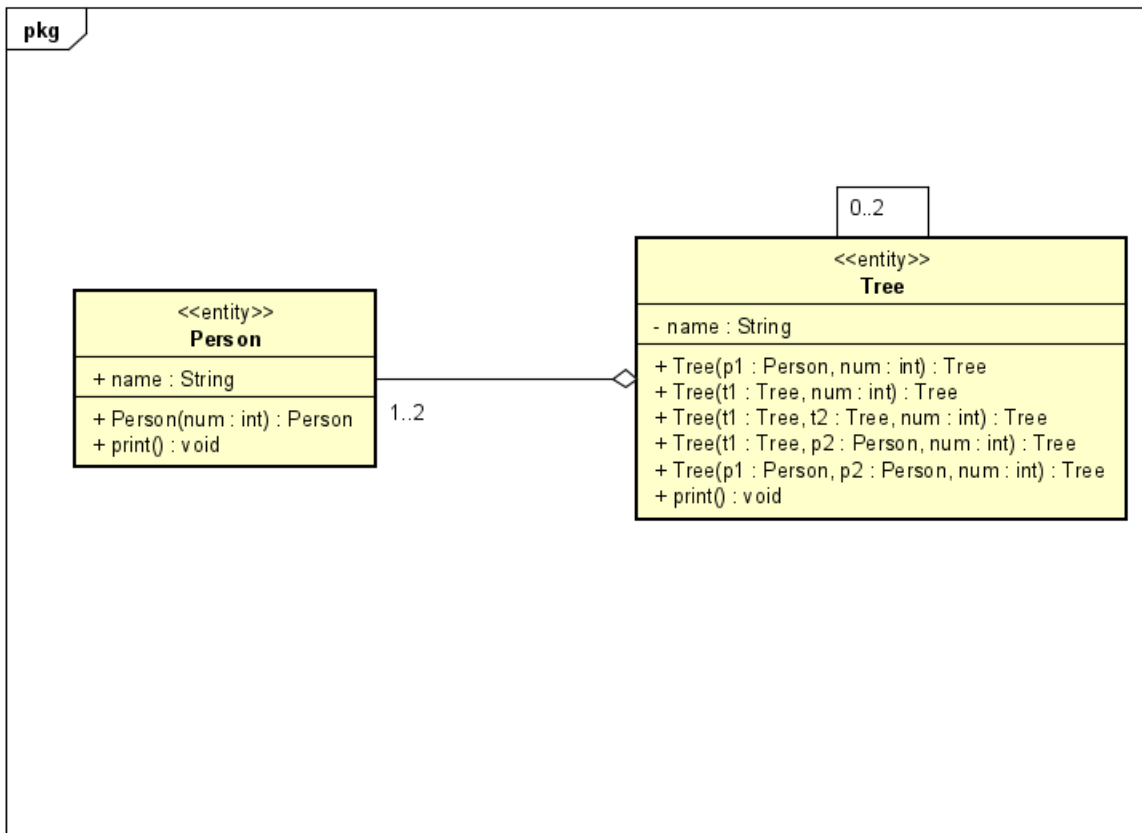 pkg
0..2
<<entity>>
Person
+ name : String
+ Person(num : int) : Person
+ print() : void
1..2
<<entity>>
Tree
- name : String
+ Tree(p1 : Person, num : int) : Tree
+ Tree(t1 : Tree, num : int) : Tree
+ Tree(t1 : Tree, t2 : Tree, num : int) : Tree
+ Tree(t1 : Tree, p2 : Person, num : int) : Tree
+ Tree(p1 : Person, p2 : Person, num : int) : Tree
+ print() : void